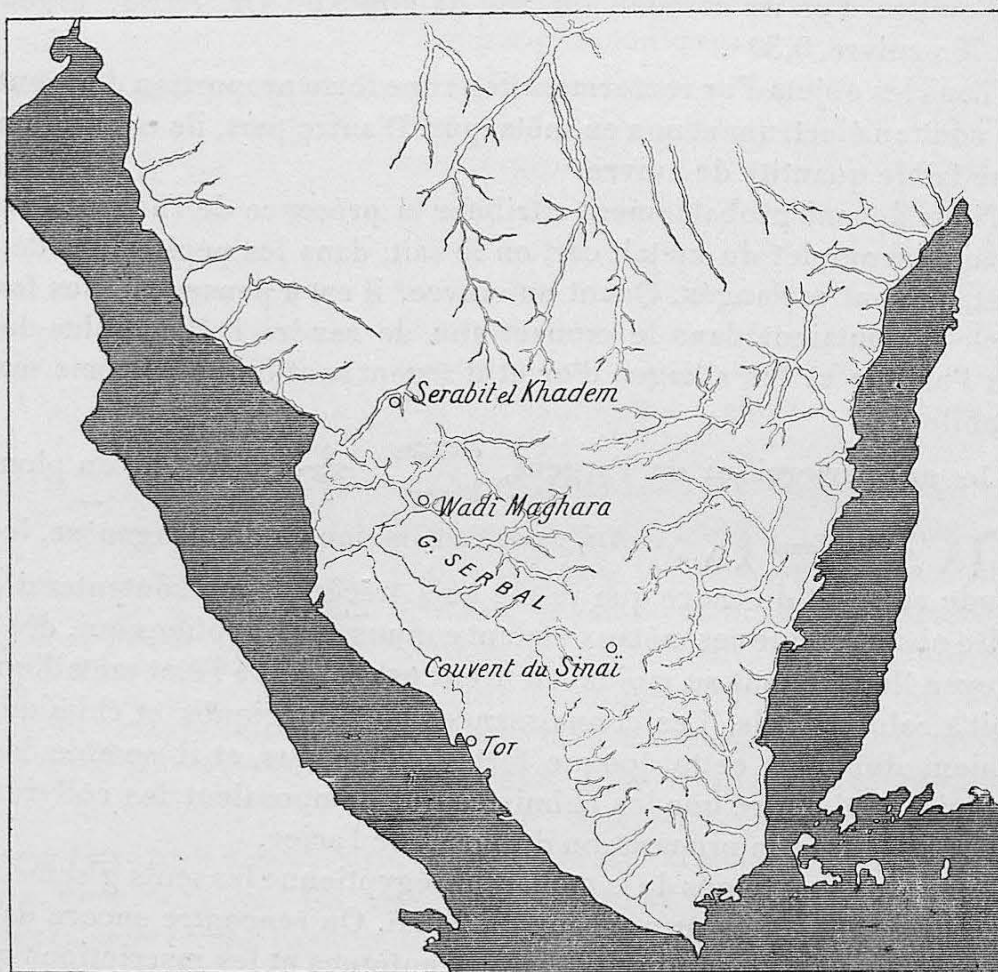 Serabit el Khadem
Wadi Maghara
G. SERBAL
Couvent du Sinaï
Tor